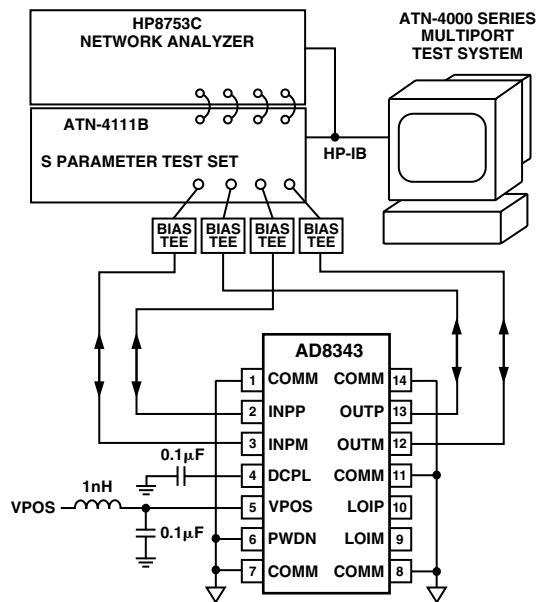 HP8753C
NETWORK ANALYZER
ATN-4000 SERIES
MULTIPORT
TEST SYSTEM
ATN-4111B
S PARAMETER TEST SET
HP-IB
BIAS
TEE
BIAS
TEE
BIAS
TEE
BIAS
TEE
AD8343
1 COMM COMM 14
2 INPP OUTP 13
3 INPM OUTM 12
0.1μF
4 DCPL COMM 11
1nH
VPOS
5 VPOS LOIP 10
0.1μF
6 PWDN LOIM 9
7 COMM COMM 8